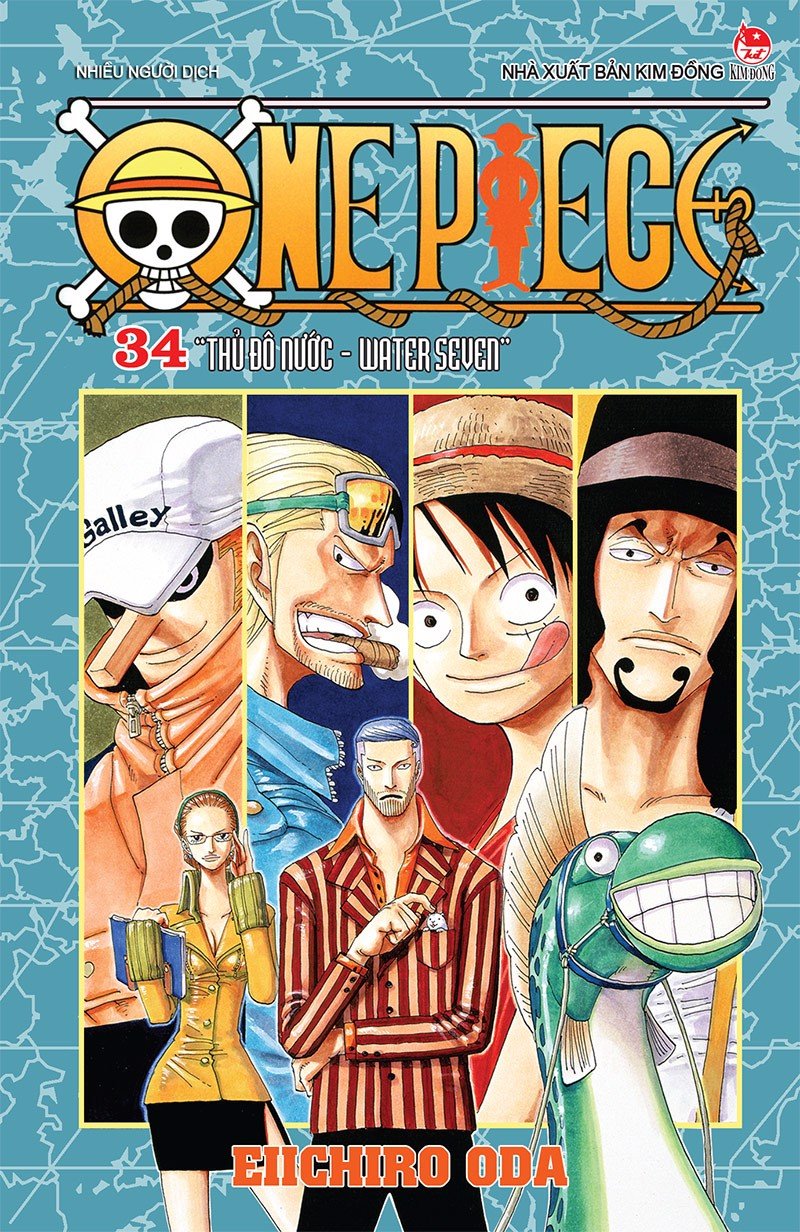 NHIỀU NGƯỜI DỊCH
NHÀ XUẤT BẢN KIM ĐỒNG
KIM ĐỒNG
ONE PIECE
34 "THỦ ĐÔ NƯỚC - WATER SEVEN"
Galley
EIICHIRO ODA